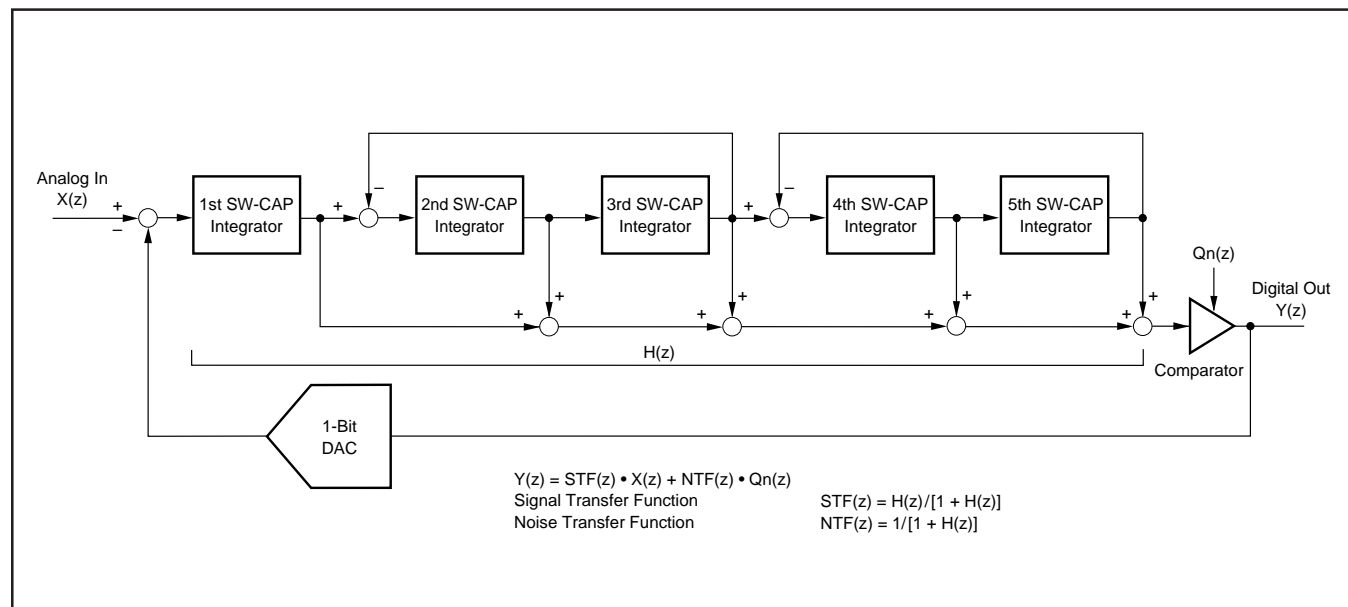 Analog In
X(z)
+
−
1st SW-CAP
Integrator
+
−
2nd SW-CAP
Integrator
3rd SW-CAP
Integrator
+
−
4th SW-CAP
Integrator
5th SW-CAP
Integrator
+
+
+
+
+
+
+
+
Qn(z)
Digital Out
Y(z)
Comparator
H(z)
1-Bit
DAC
Y(z) = STF(z) • X(z) + NTF(z) • Qn(z)
Signal Transfer Function STF(z) = H(z)/[1 + H(z)]
Noise Transfer Function NTF(z) = 1/[1 + H(z)]